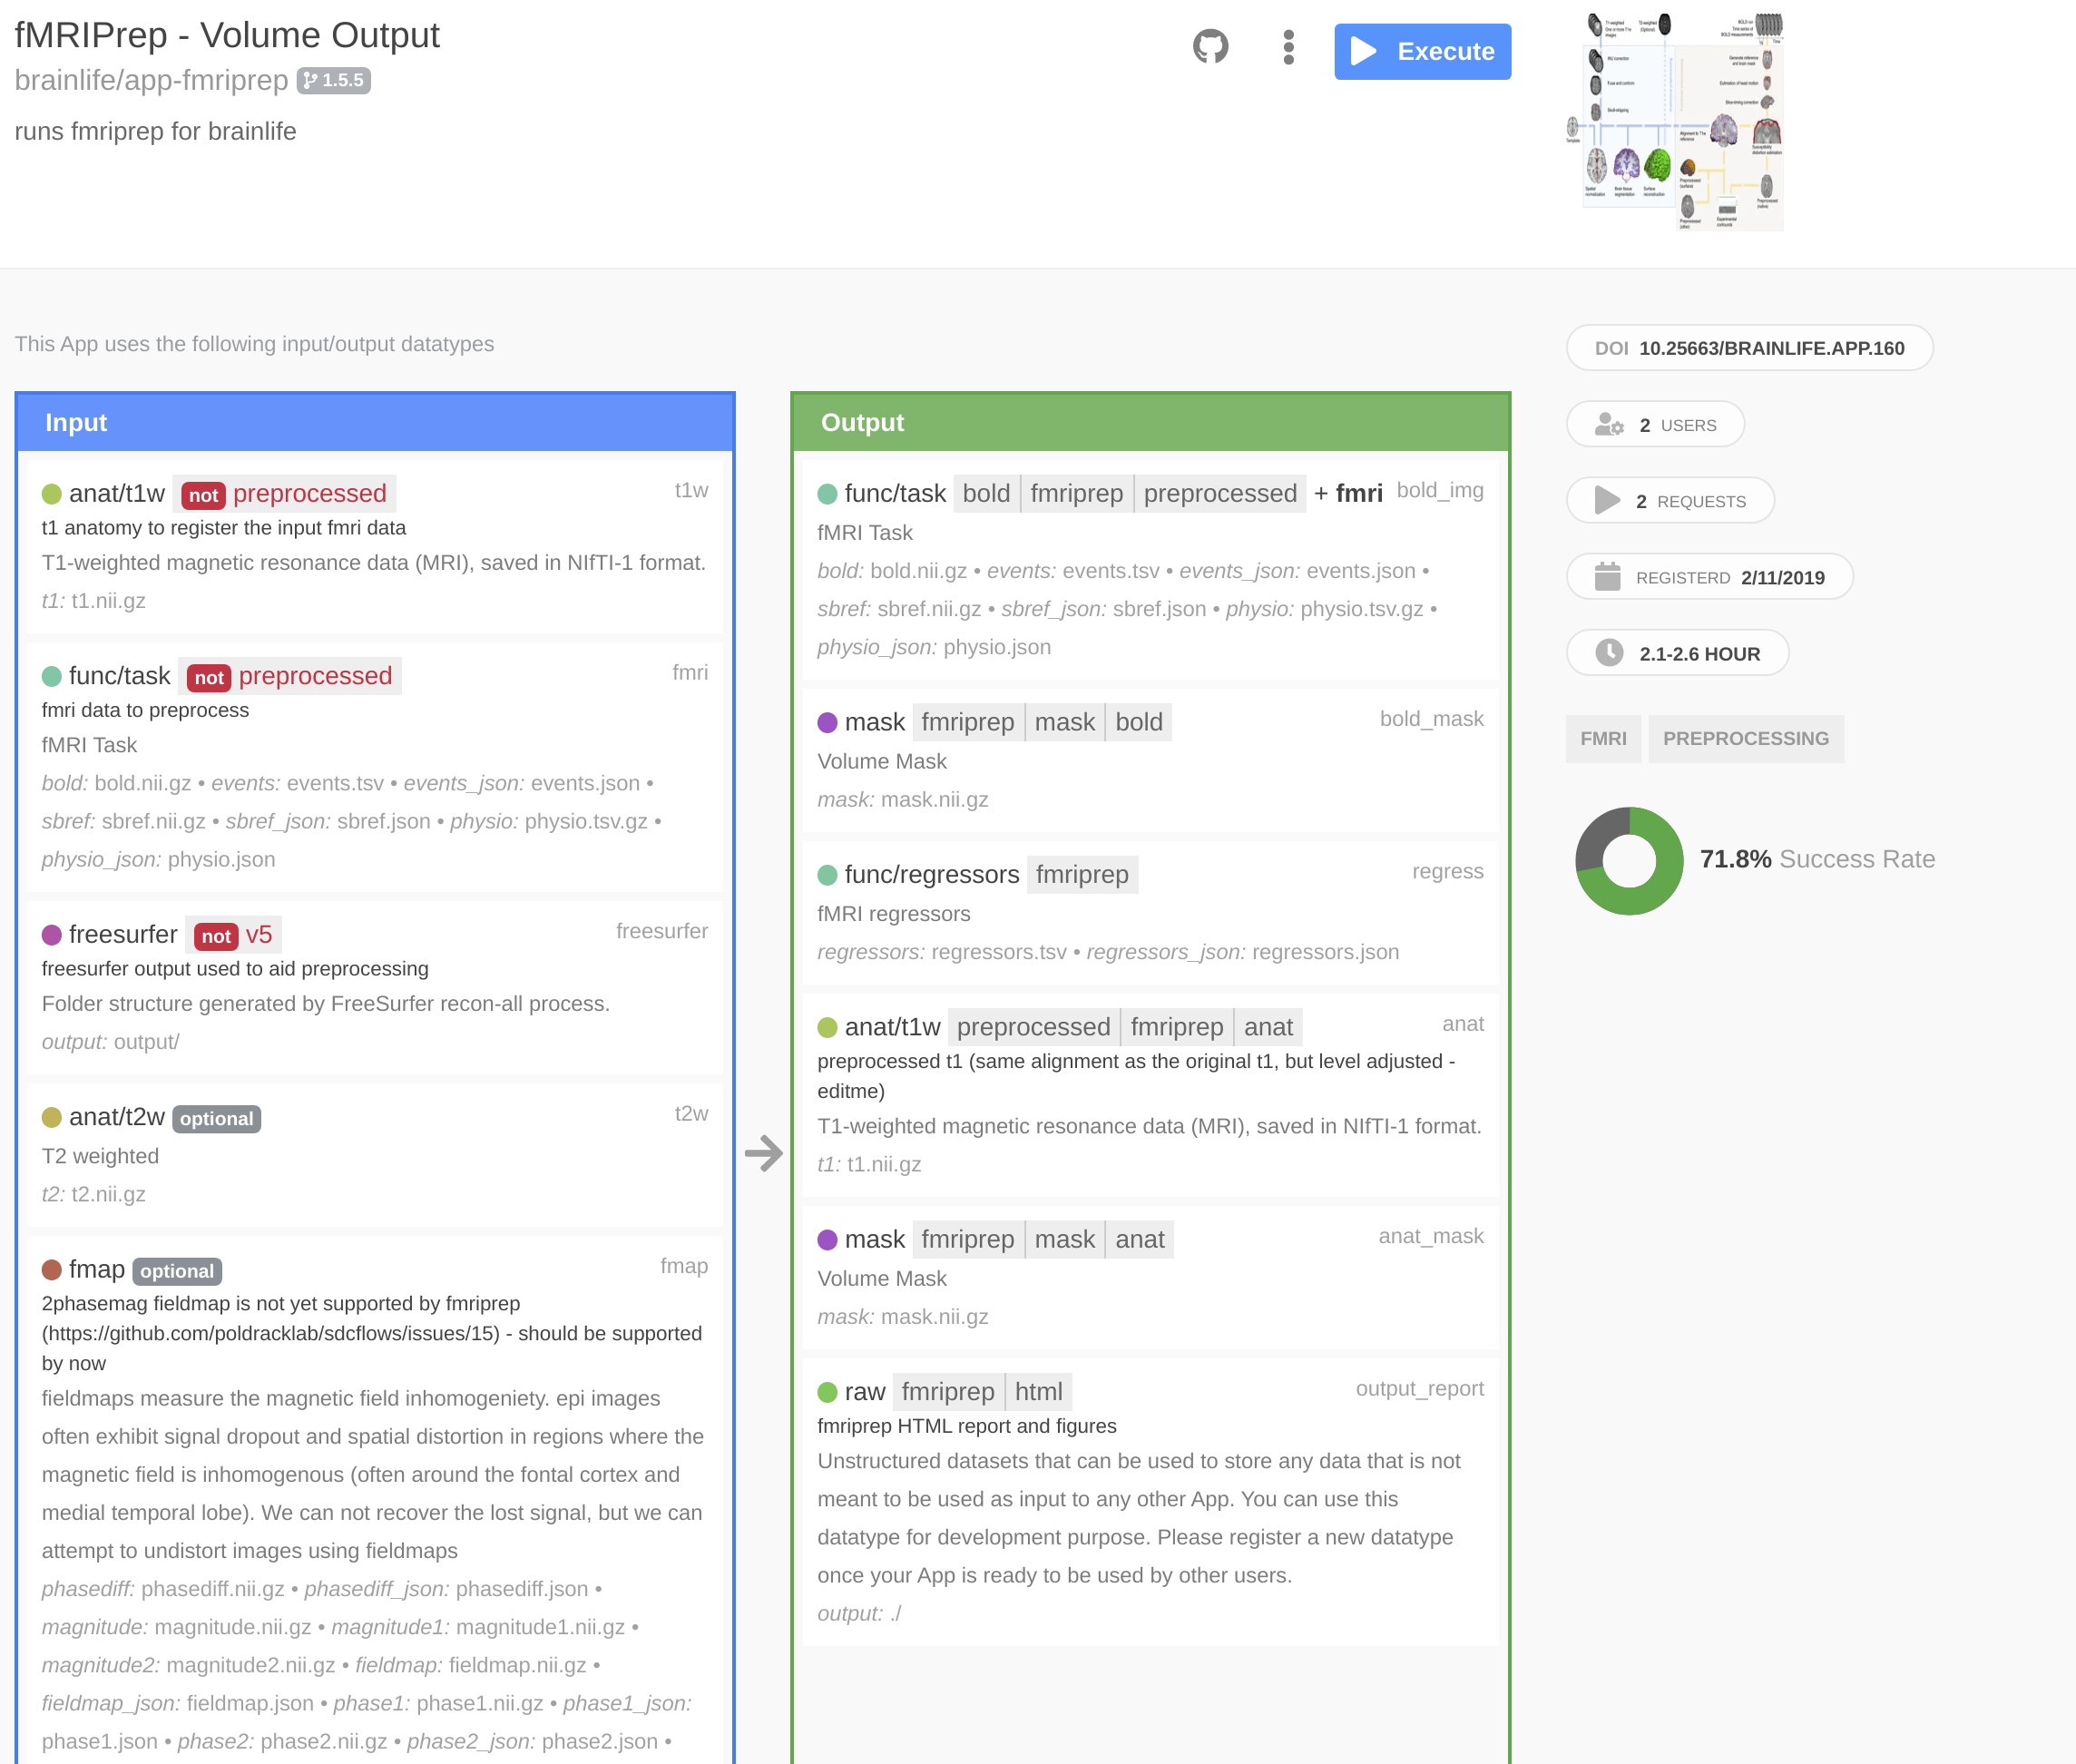 fMRIPrep - Volume Output
brainlife/app-fmriprep 1.5.5
runs fmriprep for brainlife
Execute
This App uses the following input/output datatypes
Input
anat/t1w not preprocessed t1w
t1 anatomy to register the input fmri data
T1-weighted magnetic resonance data (MRI), saved in NIfTI-1 format.
t1: t1.nii.gz
func/task not preprocessed fmri
fmri data to preprocess
fMRI Task
bold: bold.nii.gz • events: events.tsv • events_json: events.json •
sbref: sbref.nii.gz • sbref_json: sbref.json • physio: physio.tsv.gz •
physio_json: physio.json
freesurfer not v5 freesurfer
freesurfer output used to aid preprocessing
Folder structure generated by FreeSurfer recon-all process.
output: output/
anat/t2w optional t2w
T2 weighted
t2: t2.nii.gz
fmap optional fmap
2phasemag fieldmap is not yet supported by fmriprep
(https://github.com/poldracklab/sdcflows/issues/15) - should be supported
by now
fieldmaps measure the magnetic field inhomogeniety. epi images
often exhibit signal dropout and spatial distortion in regions where the
magnetic field is inhomogenous (often around the fontal cortex and
medial temporal lobe). We can not recover the lost signal, but we can
attempt to undistort images using fieldmaps
phasediff: phasediff.nii.gz • phasediff_json: phasediff.json •
magnitude: magnitude.nii.gz • magnitude1: magnitude1.nii.gz •
magnitude2: magnitude2.nii.gz • fieldmap: fieldmap.nii.gz •
fieldmap_json: fieldmap.json • phase1: phase1.nii.gz • phase1_json:
phase1.json • phase2: phase2.nii.gz • phase2_json: phase2.json •
Output
func/task bold fmriprep preprocessed + fmri bold_img
fMRI Task
bold: bold.nii.gz • events: events.tsv • events_json: events.json •
sbref: sbref.nii.gz • sbref_json: sbref.json • physio: physio.tsv.gz •
physio_json: physio.json
mask fmriprep mask bold bold_mask
Volume Mask
mask: mask.nii.gz
func/regressors fmriprep regress
fMRI regressors
regressors: regressors.tsv • regressors_json: regressors.json
anat/t1w preprocessed fmriprep anat anat
preprocessed t1 (same alignment as the original t1, but level adjusted -
editme)
T1-weighted magnetic resonance data (MRI), saved in NIfTI-1 format.
t1: t1.nii.gz
mask fmriprep mask anat anat_mask
Volume Mask
mask: mask.nii.gz
raw fmriprep html output_report
fmriprep HTML report and figures
Unstructured datasets that can be used to store any data that is not
meant to be used as input to any other App. You can use this
datatype for development purpose. Please register a new datatype
once your App is ready to be used by other users.
output: ./
DOI 10.25663/BRAINLIFE.APP.160
2 USERS
2 REQUESTS
REGISTERD 2/11/2019
2.1-2.6 HOUR
FMRI PREPROCESSING
71.8% Success Rate